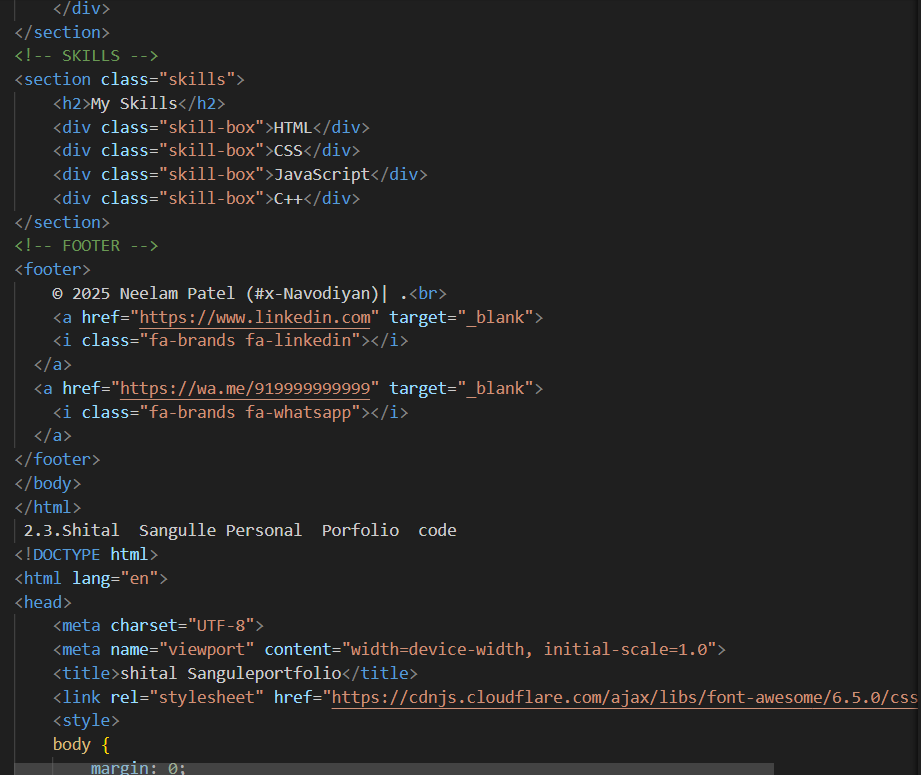 </div>
</section>
<!-- SKILLS -->
<section class="skills">
<h2>My Skills</h2>
<div class="skill-box">HTML</div>
<div class="skill-box">CSS</div>
<div class="skill-box">JavaScript</div>
<div class="skill-box">C++</div>
</section>
<!-- FOOTER -->
<footer>
© 2025 Neelam Patel (#x-Navodiyan)| .<br>
<a href="https://www.linkedin.com" target="_blank">
<i class="fa-brands fa-linkedin"></i>
</a>
<a href="https://wa.me/919999999999" target="_blank">
<i class="fa-brands fa-whatsapp"></i>
</a>
</footer>
</body>
</html>
2.3.Shital  Sangulle Personal  Porfolio  code
<!DOCTYPE html>
<html lang="en">
<head>
<meta charset="UTF-8">
<meta name="viewport" content="width=device-width, initial-scale=1.0">
<title>shital Sanguleportfolio</title>
<link rel="stylesheet" href="https://cdnjs.cloudflare.com/ajax/libs/font-awesome/6.5.0/css
<style>
body {
margin: 0;